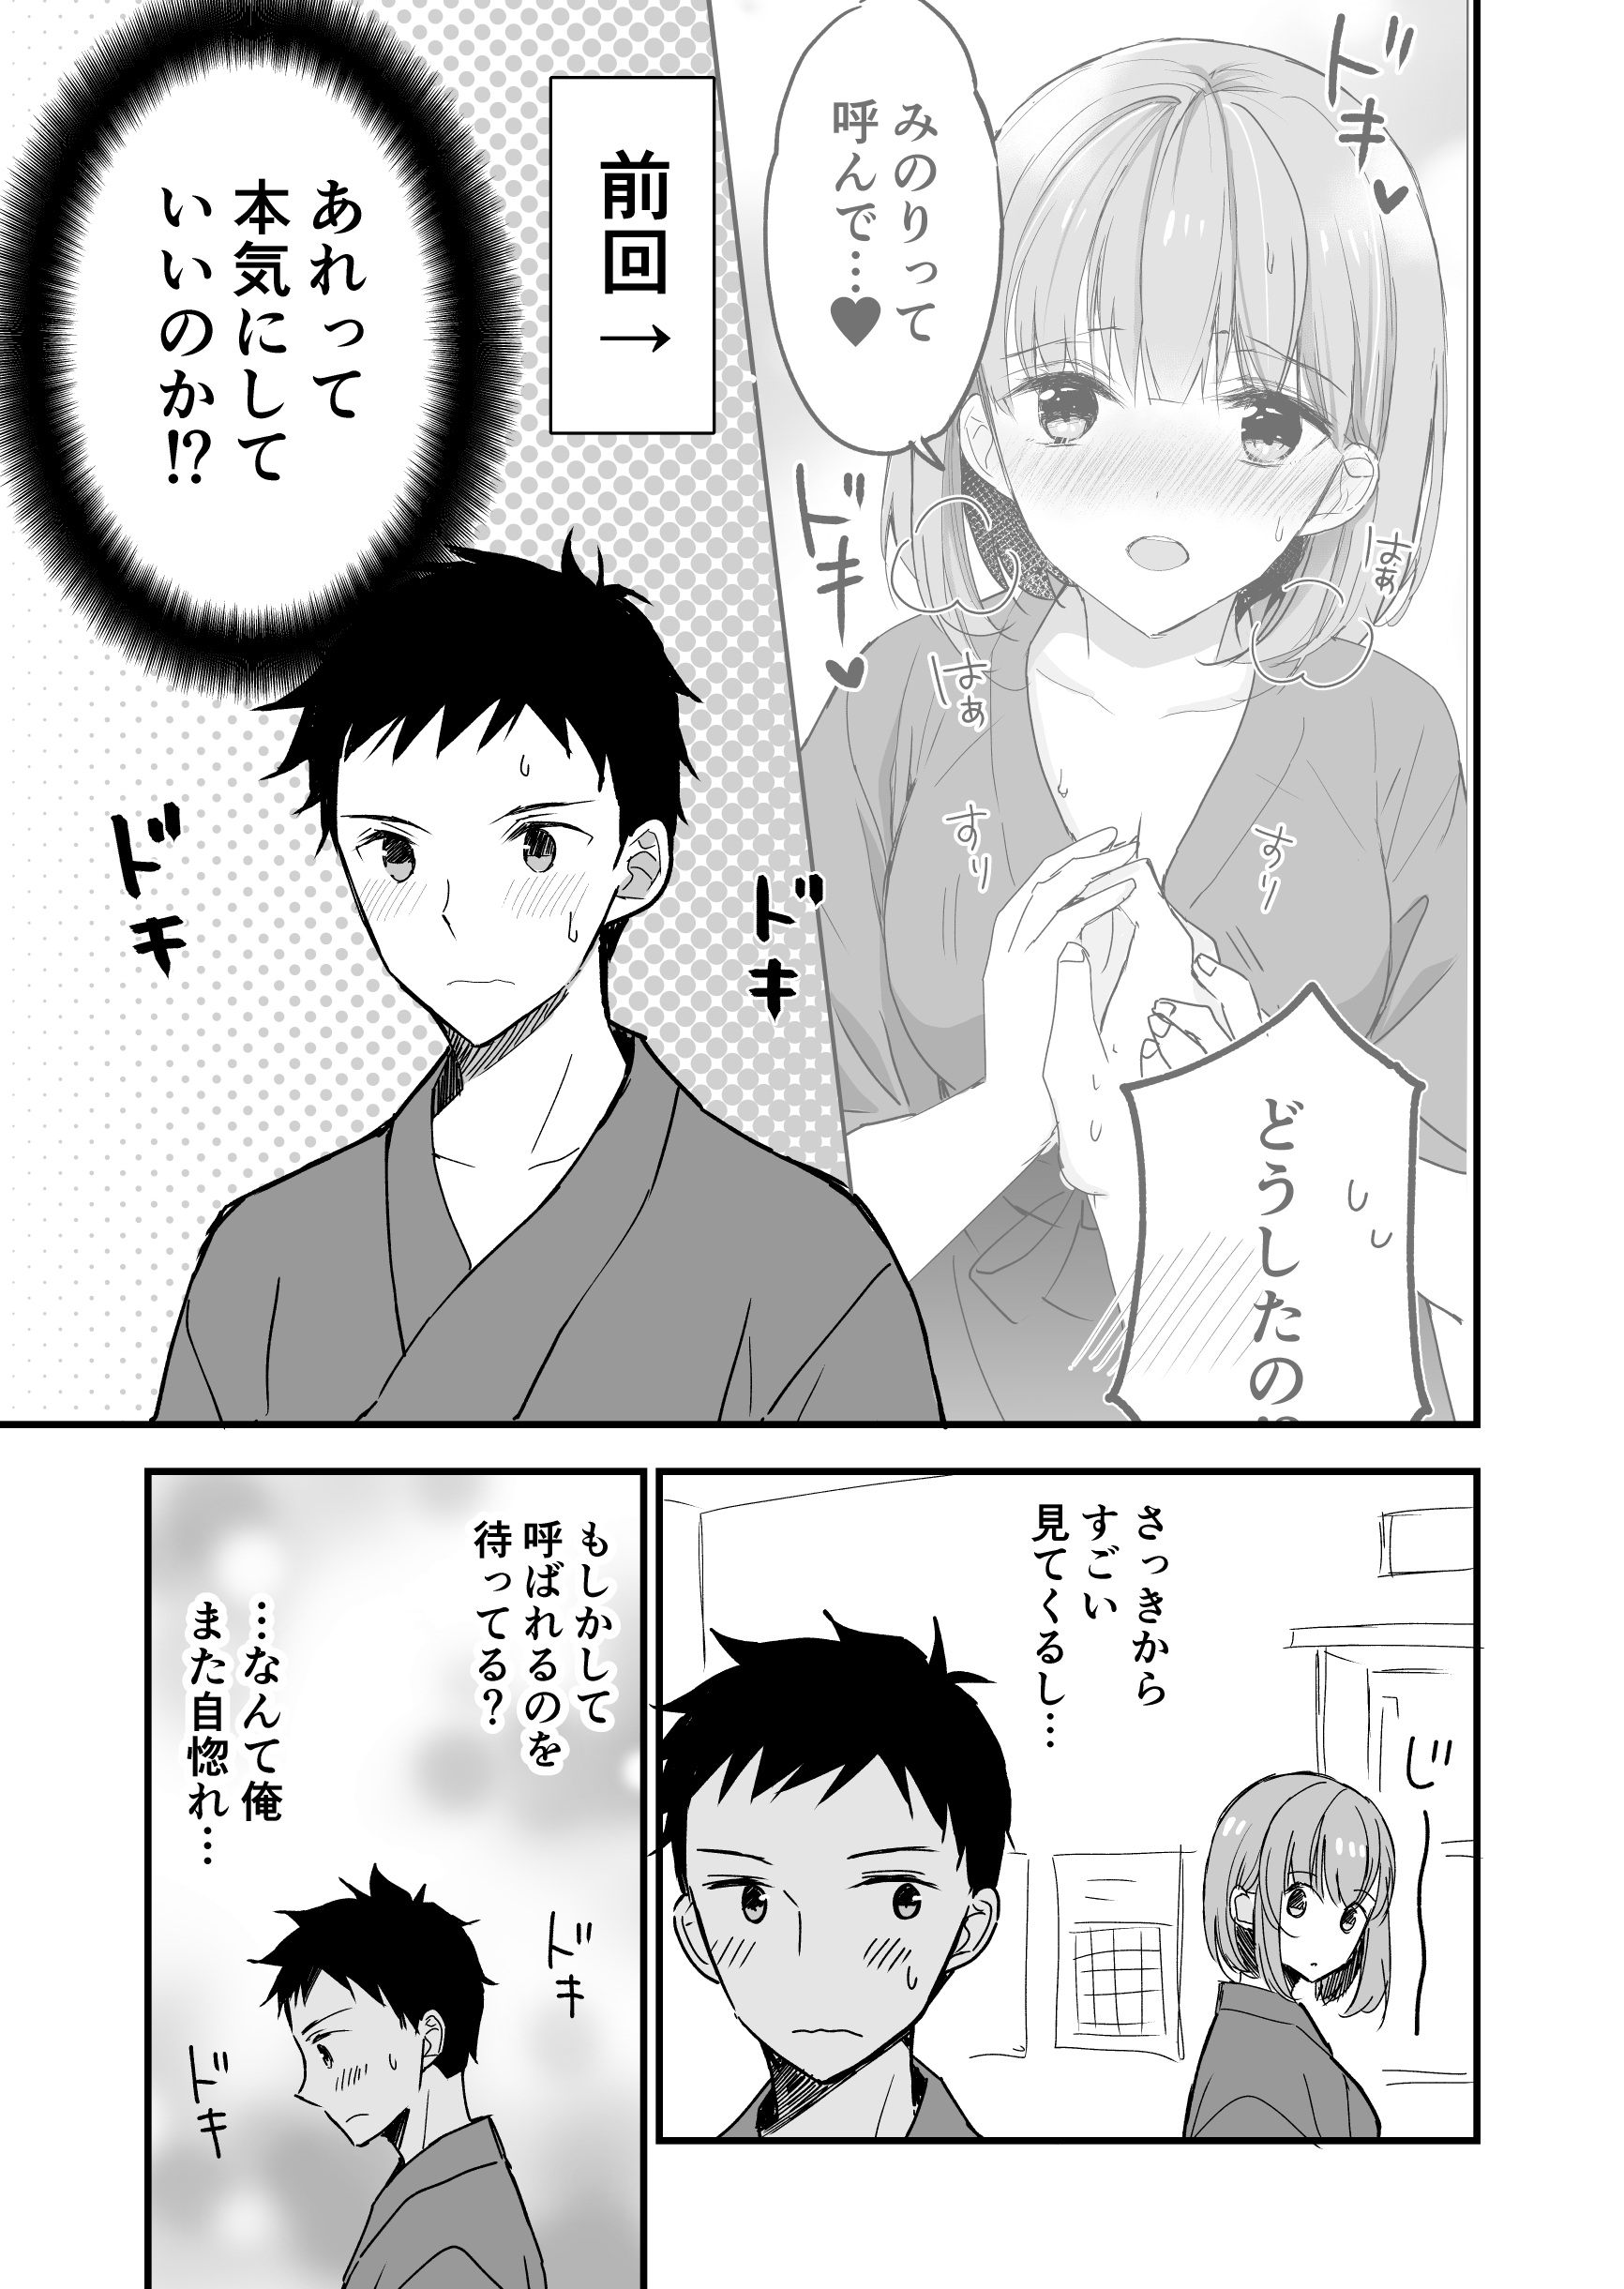 ドキ♥
みのりって
呼んで…♥
ドキ♥
はぁ
はぁ
すり
すり
どうしたの!?
前回→
あれって
本気にして
いいのか!?
ドキ
ドキ
さっきから
すごい
見てくるし…
じー
もしかして
呼ばれるのを
待ってる?
…なんて俺
また自惚れ…
ドキ
ドキ